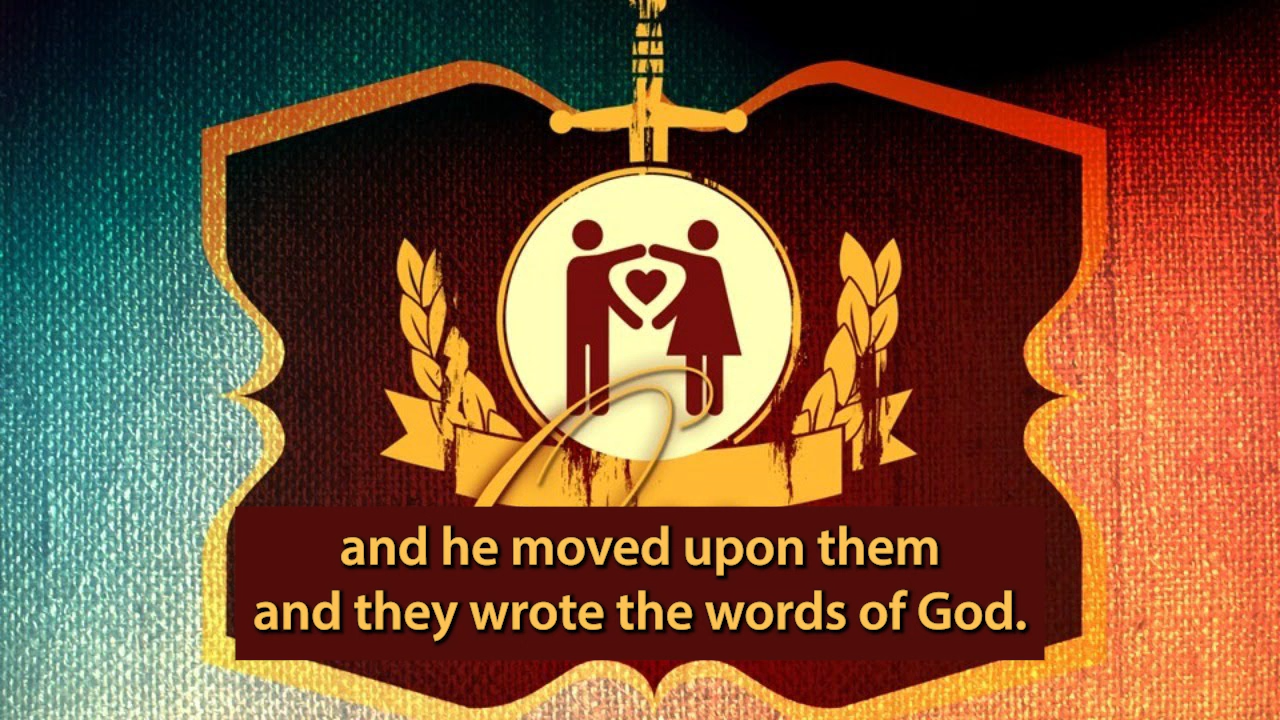 and he moved upon them
and they wrote the words of God.